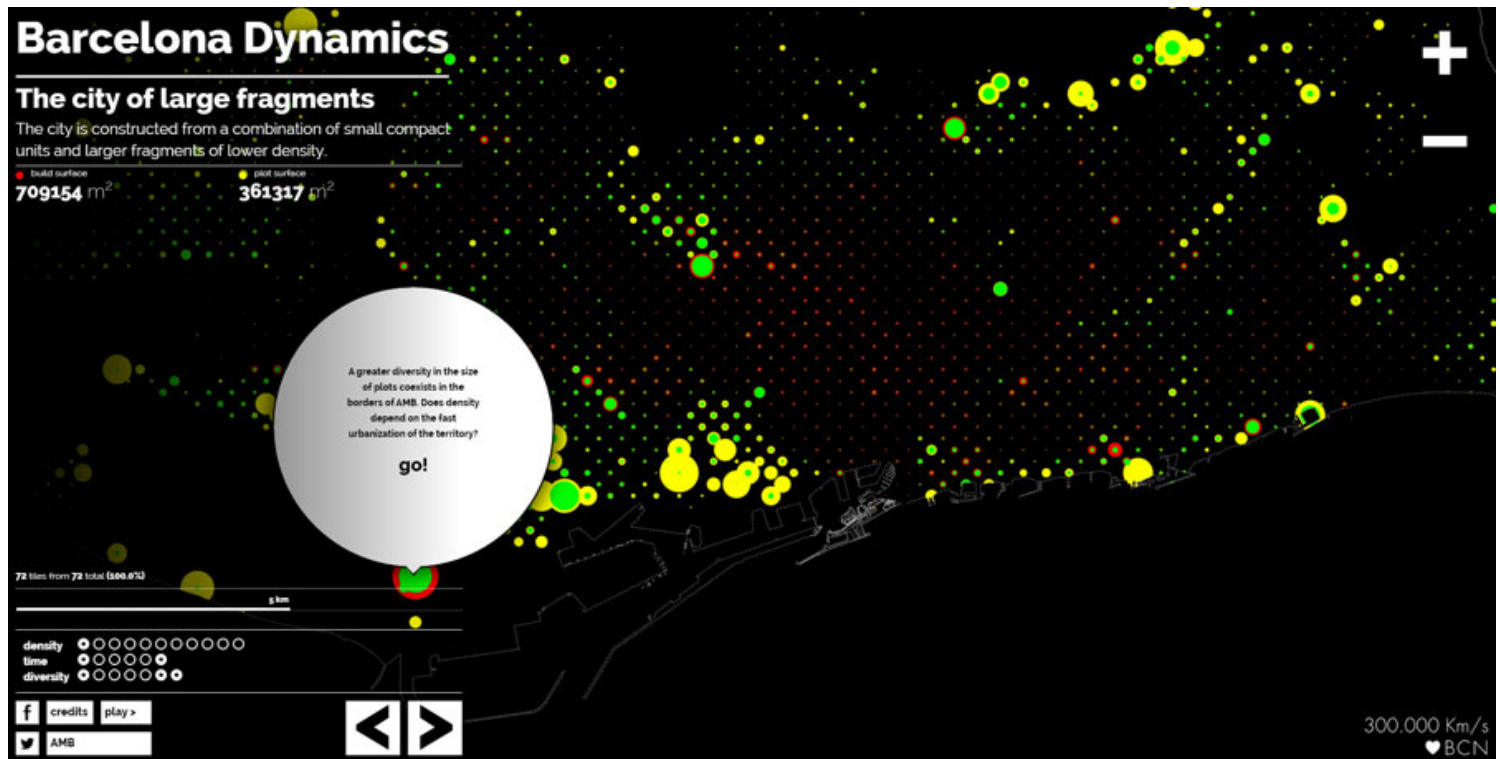 Barcelona Dynamics
The city of large fragments
The city is constructed from a combination of small compact
units and larger fragments of lower density.
build surface
plot surface
709154 m²
361317 m²
A greater diversity in the size
of plots coexists in the
borders of AMB. Does density
depend on the fast
urbanization of the territory?
go!
72 tiles from 72 total (100.0%)
5 km
density
time
diversity
credits
play >
AMB
< >
300.000 Km/s
♥BCN